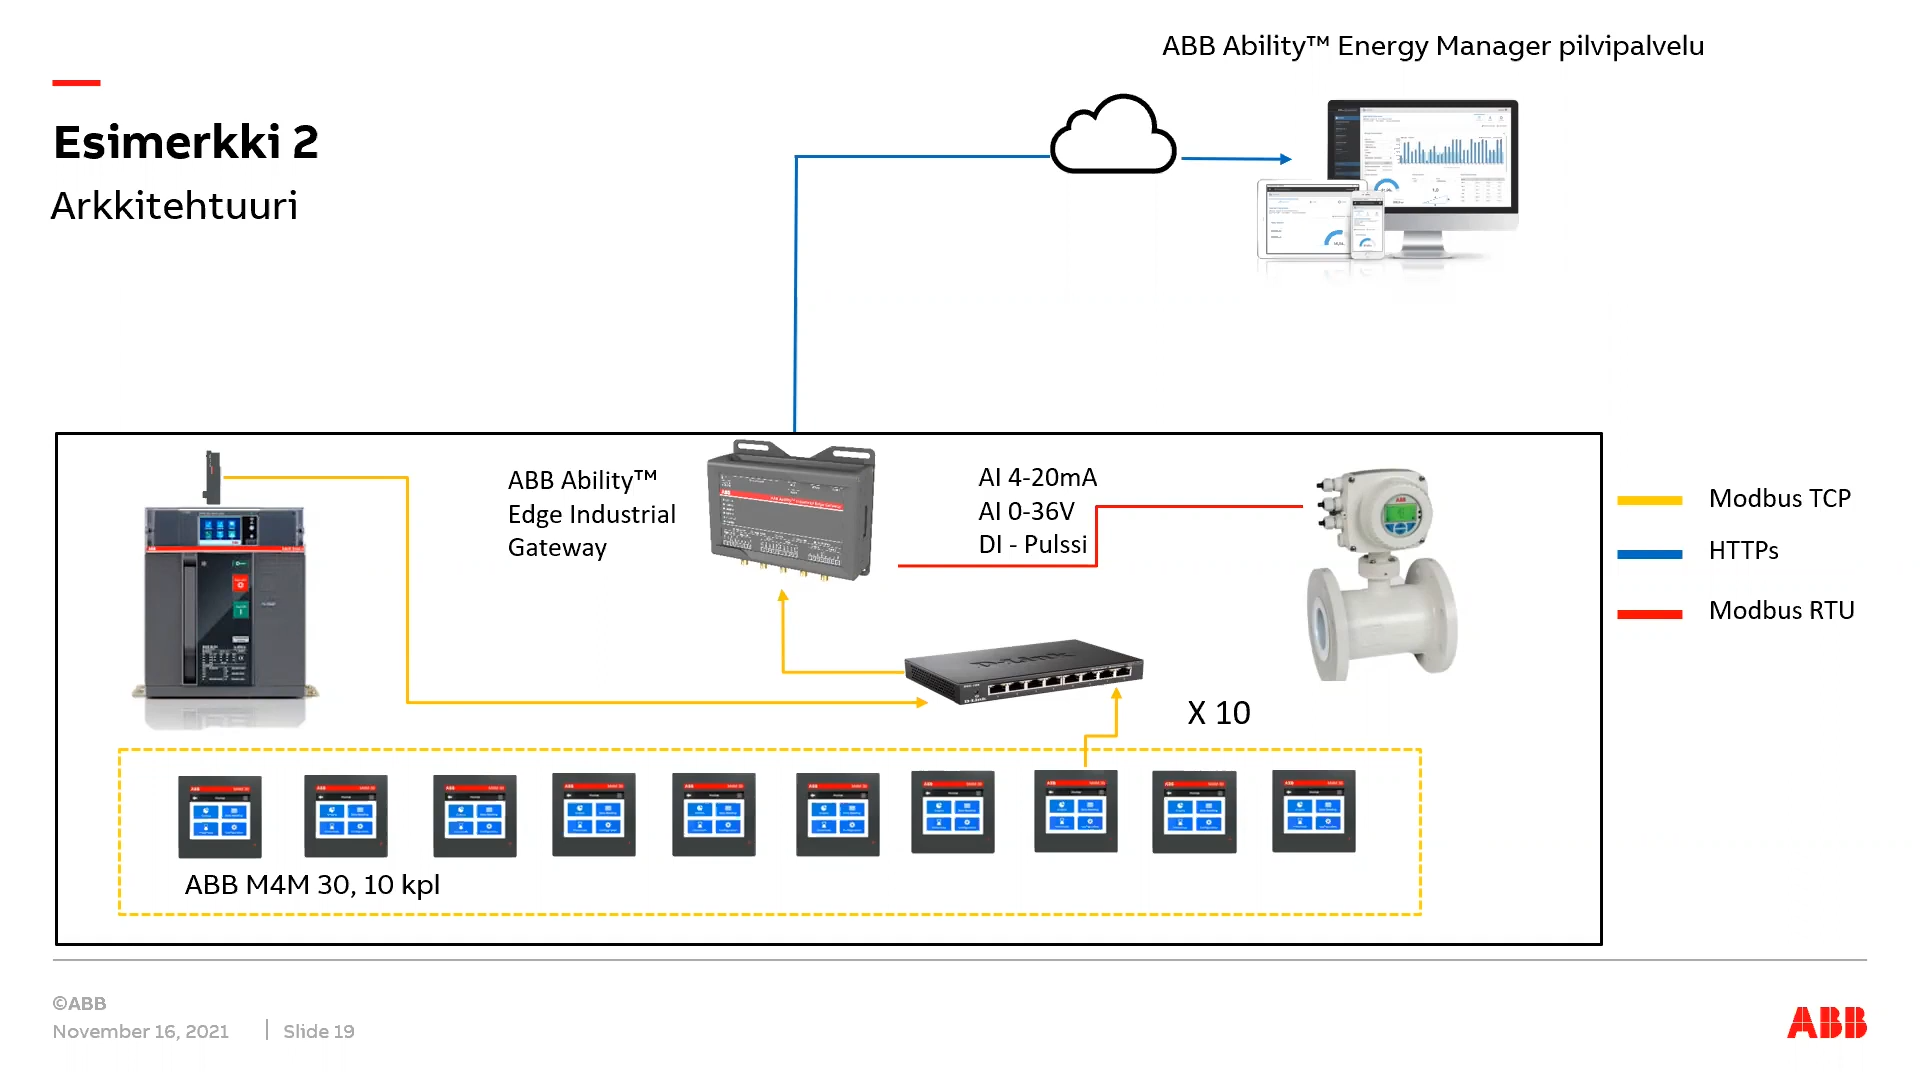 ABB Ability™ Energy Manager pilvipalvelu
Esimerkki 2
Arkkitehtuuri
ABB Ability™
Edge Industrial
Gateway
AI 4-20mA
AI 0-36V
DI - Pulssi
Modbus TCP
HTTPs
Modbus RTU
D-Link
X 10
ABB M4M 30, 10 kpl
©ABB
November 16, 2021
Slide 19
ABB